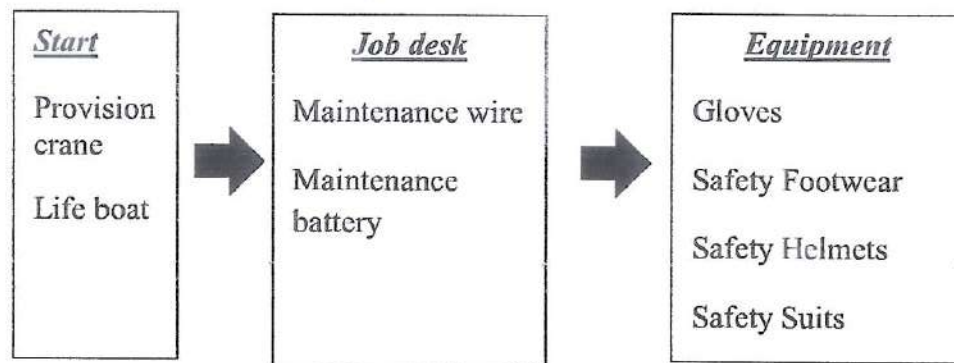 Start
Provision
crane
Life boat
Job desk
Maintenance wire
Maintenance
battery
Equipment
Gloves
Safety Footwear
Safety Helmets
Safety Suits